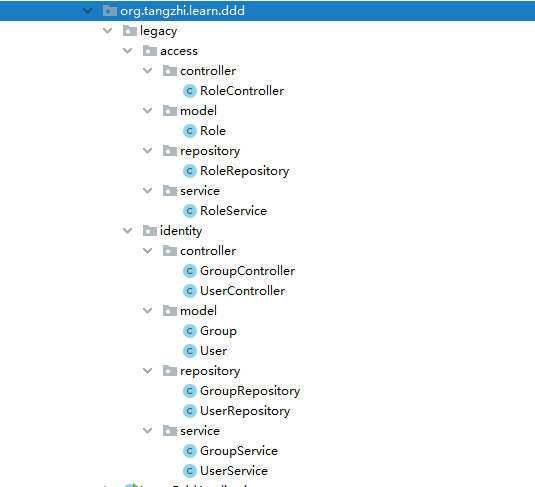 org.tangzhi.learn.ddd
legacy
access
controller
RoleController
model
Role
repository
RoleRepository
service
RoleService
identity
controller
GroupController
UserController
model
Group
User
repository
GroupRepository
UserRepository
service
GroupService
UserService